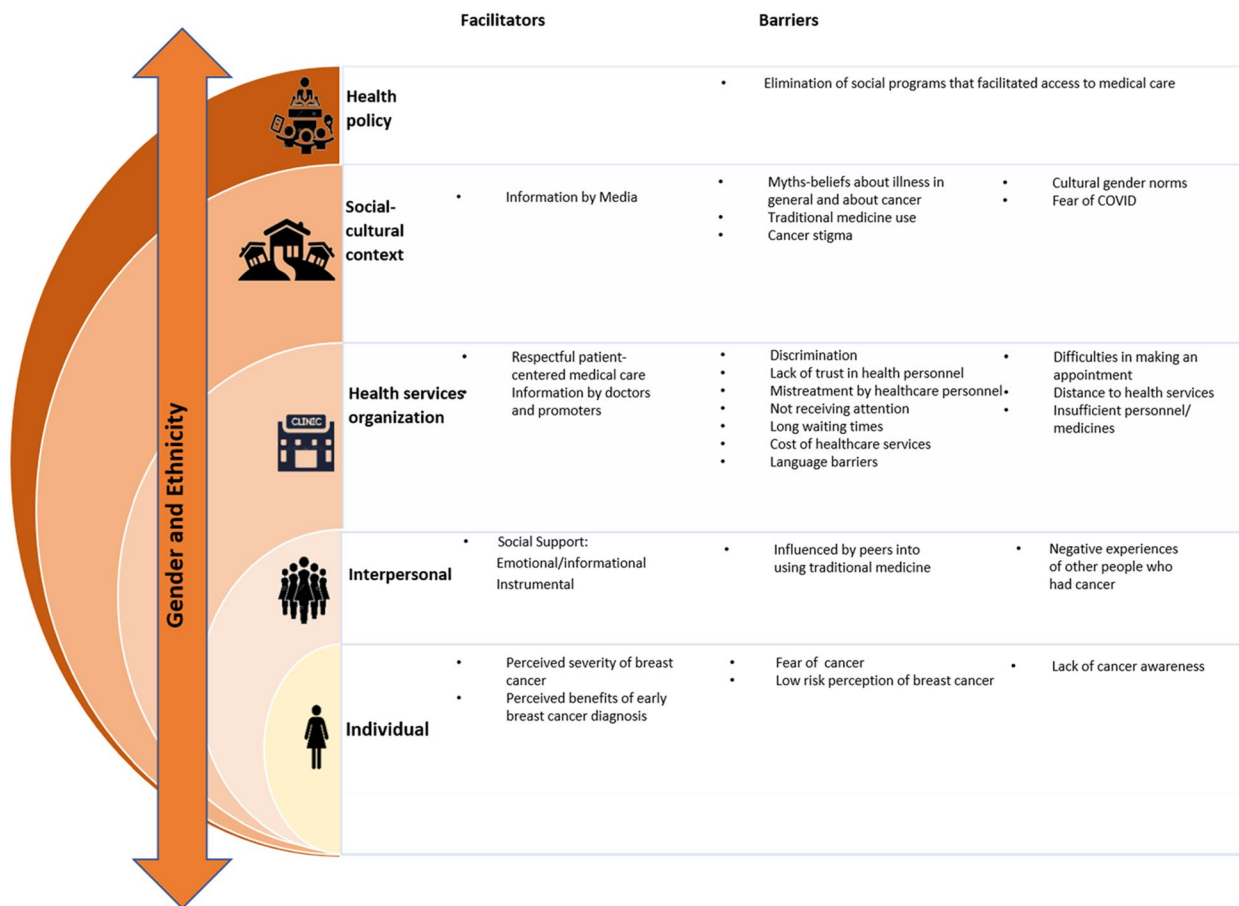 Facilitators
Barriers
Gender and Ethnicity
Health
policy
• Elimination of social programs that facilitated access to medical care
Social-
cultural
context
• Information by Media
• Myths-beliefs about illness in
general and about cancer
• Traditional medicine use
• Cancer stigma
• Cultural gender norms
• Fear of COVID
CLINIC
Health services
organization
• Respectful patient-
centered medical care
• Information by doctors
and promoters
• Discrimination
• Lack of trust in health personnel
• Mistreatment by healthcare personnel
• Not receiving attention
• Long waiting times
• Cost of healthcare services
• Language barriers
• Difficulties in making an
appointment
• Distance to health services
• Insufficient personnel/
medicines
Interpersonal
• Social Support:
Emotional/informational
Instrumental
• Influenced by peers into
using traditional medicine
• Negative experiences
of other people who
had cancer
Individual
• Perceived severity of breast
cancer
• Perceived benefits of early
breast cancer diagnosis
• Fear of cancer
• Low risk perception of breast cancer
• Lack of cancer awareness